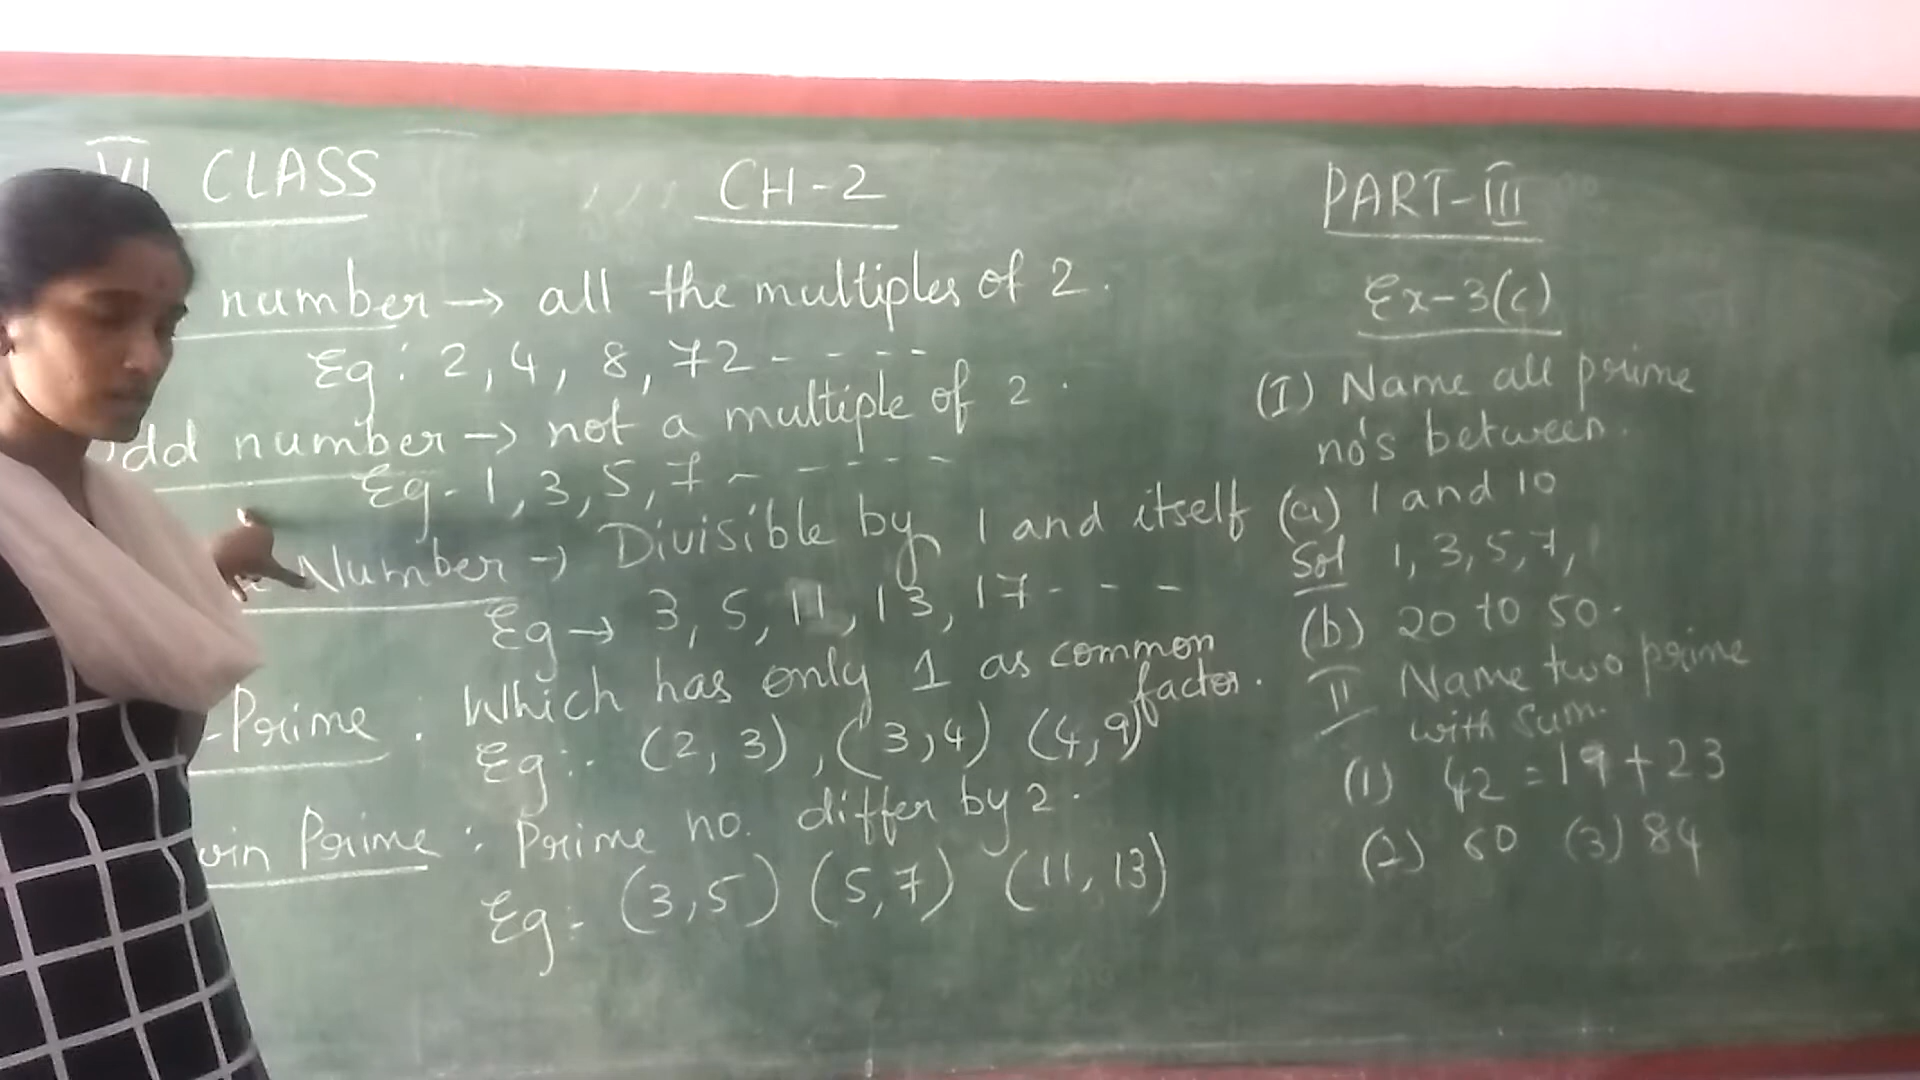 VI CLASS
CH-2
PART-III
number → all the multiples of 2.
Eg: 2, 4, 8, 72 - - - -
Odd number → not a multiple of 2.
Eg- 1, 3, 5, 7 - - - - -
Number → Divisible by 1 and itself
Eg → 3, 5, 11, 13, 17 - - -
-Prime : Which has only 1 as common factor.
Eg:- (2, 3), (3,4) (4,9)
win Prime : Prime no. differ by 2.
Eg:- (3,5) (5,7) (11,13)
Ex-3(c)
(I) Name all prime
no's between.
(a) 1 and 10
Sol 1, 3, 5, 7,
(b) 20 to 50.
II Name two prime
with sum.
(1) 42 = 19 + 23
(2) 60 (3) 84